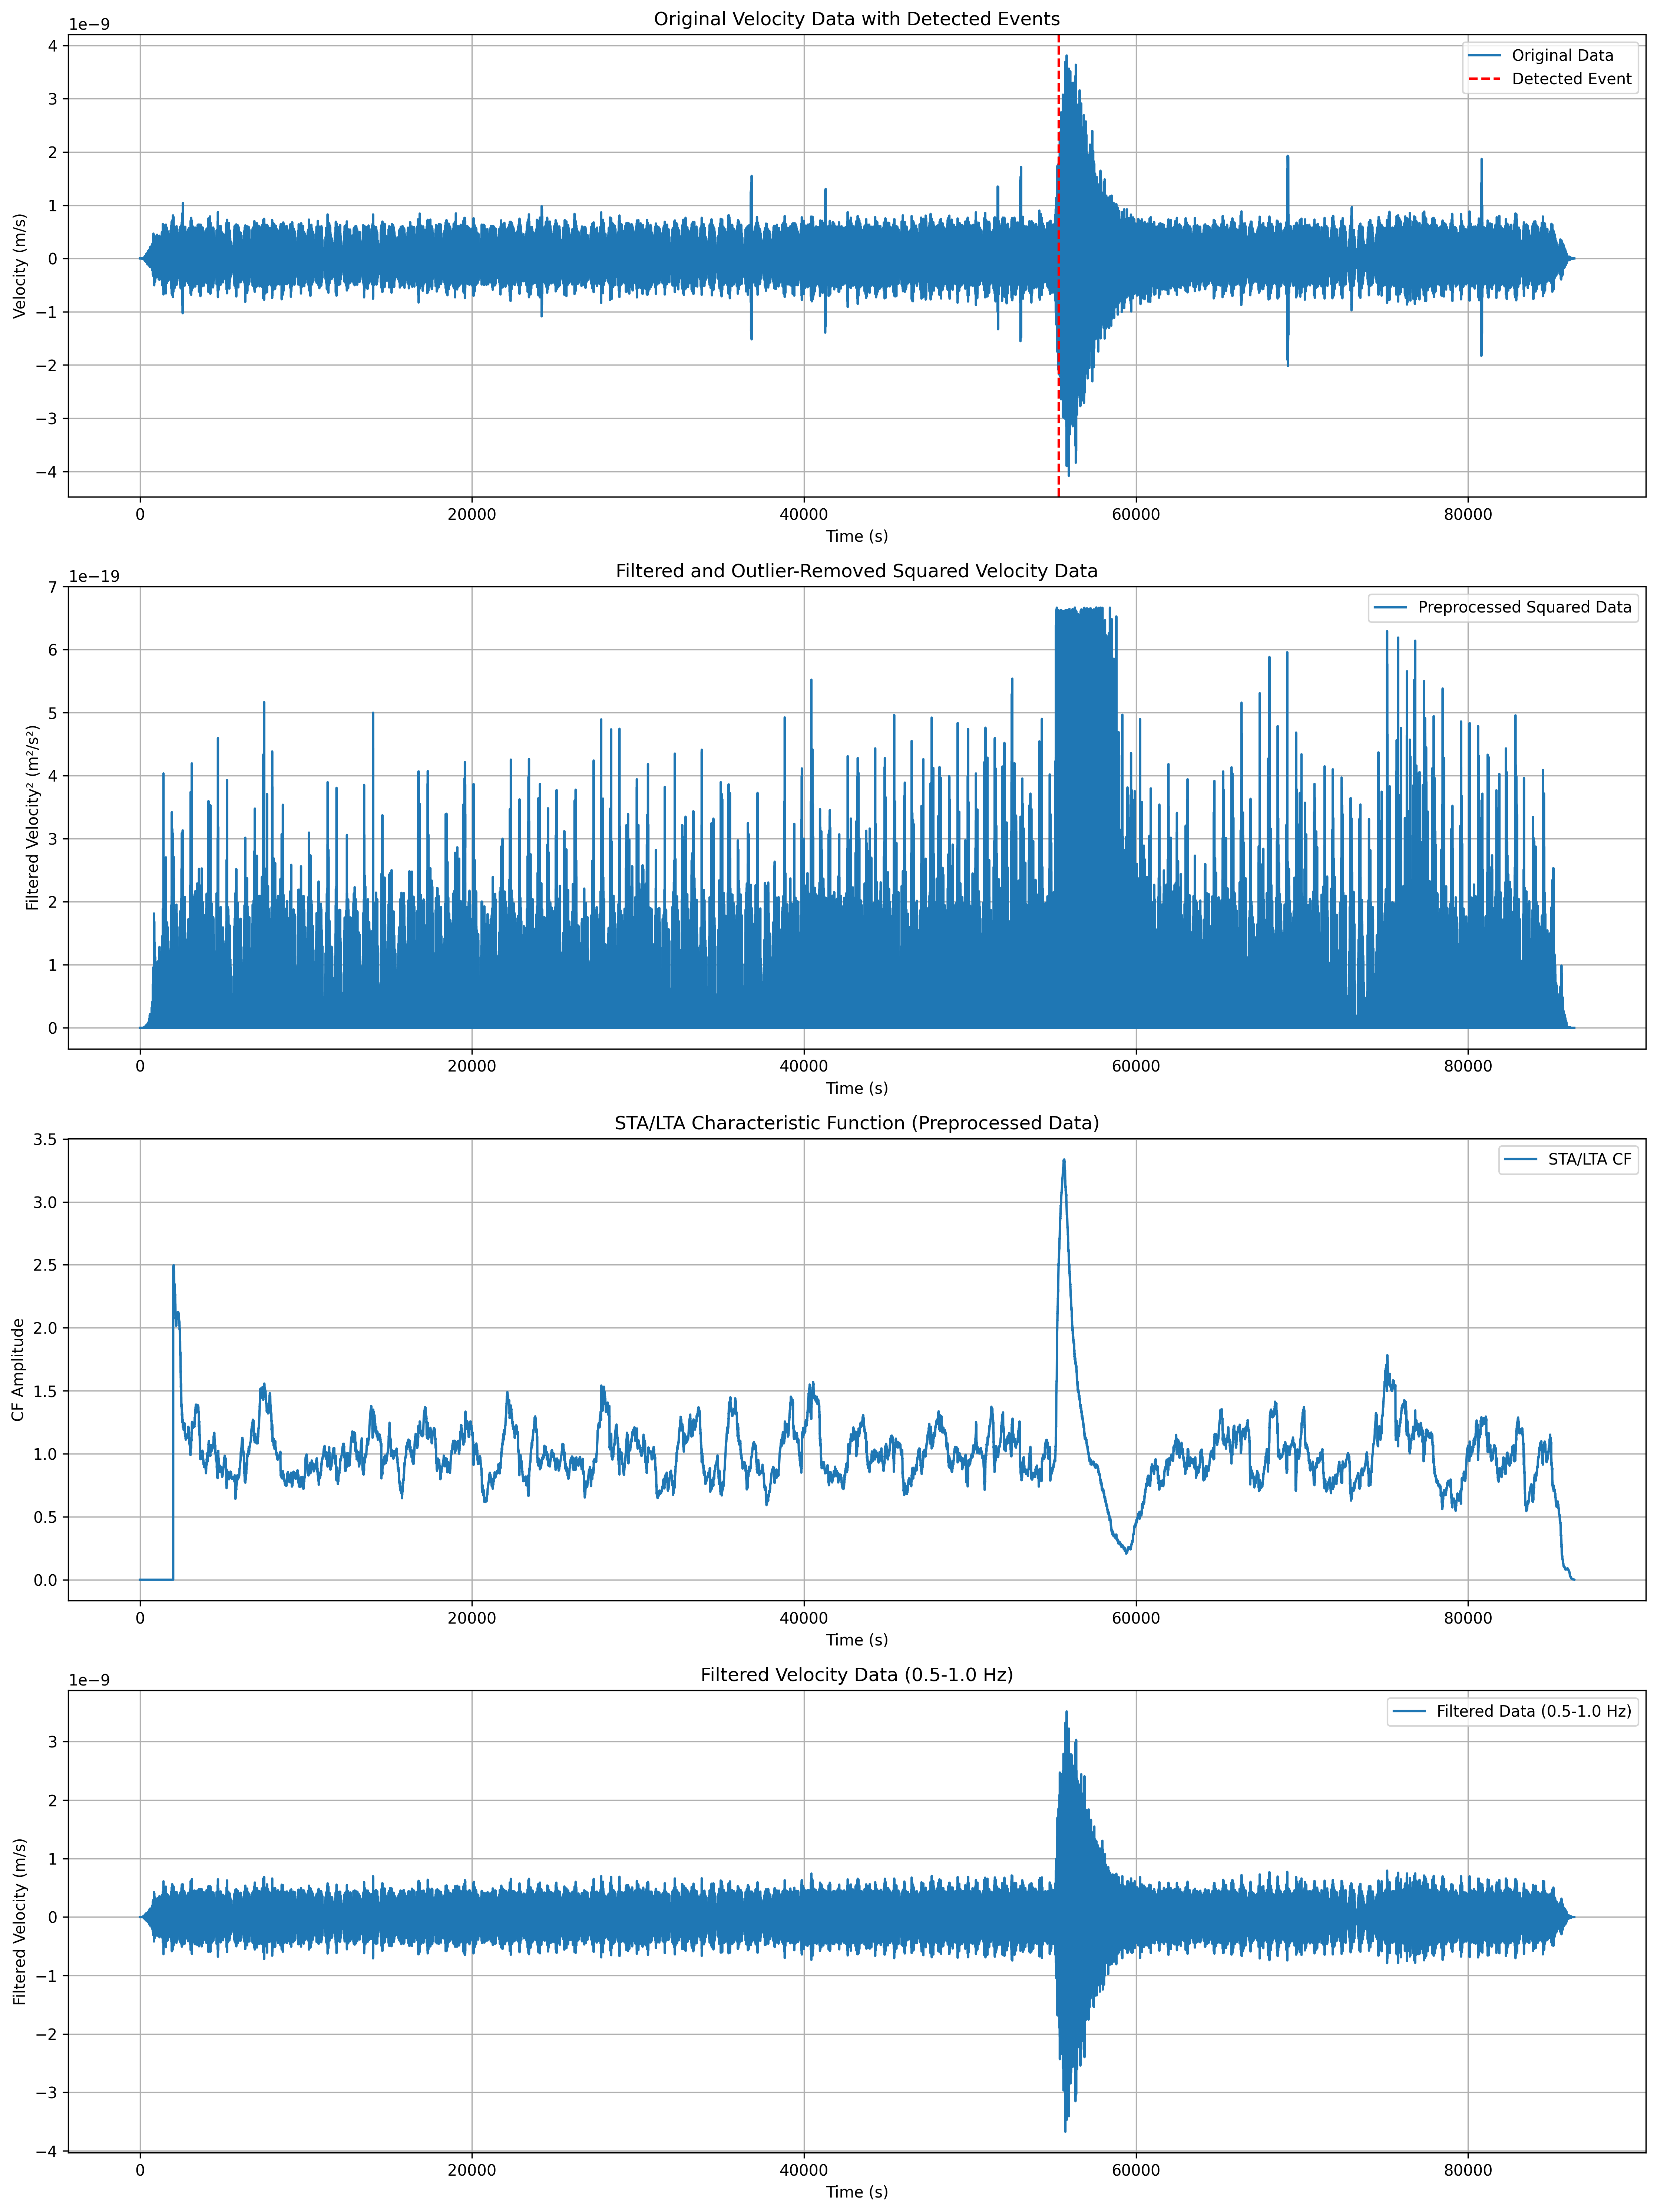 Original Velocity Data with Detected Events
1e−9
Velocity (m/s)
4
3
2
1
0
−1
−2
−3
−4
Original Data
Detected Event
0 20000 40000 60000 80000
Time (s)
Filtered and Outlier-Removed Squared Velocity Data
1e−19
Filtered Velocity² (m²/s²)
7
6
5
4
3
2
1
0
Preprocessed Squared Data
0 20000 40000 60000 80000
Time (s)
STA/LTA Characteristic Function (Preprocessed Data)
CF Amplitude
3.5
3.0
2.5
2.0
1.5
1.0
0.5
0.0
STA/LTA CF
0 20000 40000 60000 80000
Time (s)
Filtered Velocity Data (0.5-1.0 Hz)
1e−9
Filtered Velocity (m/s)
3
2
1
0
−1
−2
−3
−4
Filtered Data (0.5-1.0 Hz)
0 20000 40000 60000 80000
Time (s)